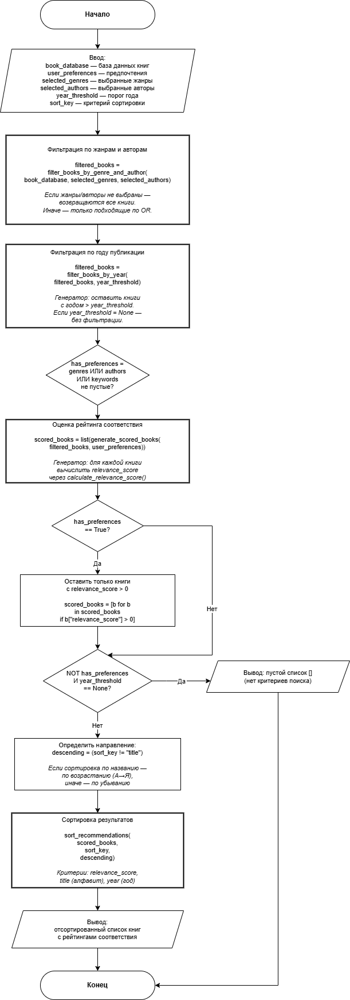 Начало
Ввод:
book_database — база данных книг
user_preferences — предпочтения
selected_genres — выбранные жанры
selected_authors — выбранные авторы
year_threshold — порог года
sort_key — критерий сортировки
Фильтрация по жанрам и авторам
filtered_books =
filter_books_by_genre_and_author(
book_database, selected_genres, selected_authors)
Если жанры/авторы не выбраны —
возвращаются все книги.
Иначе — только подходящие по OR.
Фильтрация по году публикации
filtered_books =
filter_books_by_year(
filtered_books, year_threshold)
Генератор: оставить книги
с годом > year_threshold.
Если year_threshold = None —
без фильтрации.
has_preferences =
genres ИЛИ authors
ИЛИ keywords
не пустые?
Оценка рейтинга соответствия
scored_books = list(generate_scored_books(
filtered_books, user_preferences))
Генератор: для каждой книги
вычислить relevance_score
через calculate_relevance_score()
has_preferences
== True?
Да
Оставить только книги
с relevance_score > 0
scored_books = [b for b
in scored_books
if b["relevance_score"] > 0]
Нет
NOT has_preferences
И year_threshold
== None?
Да
Вывод: пустой список []
(нет критериев поиска)
Нет
Определить направление:
descending = (sort_key != "title")
Если сортировка по названию —
по возрастанию (А→Я),
иначе — по убыванию
Сортировка результатов
sort_recommendations(
scored_books,
sort_key,
descending)
Критерии: relevance_score,
title (алфавит), year (год)
Вывод:
отсортированный список книг
с рейтингами соответствия
Конец